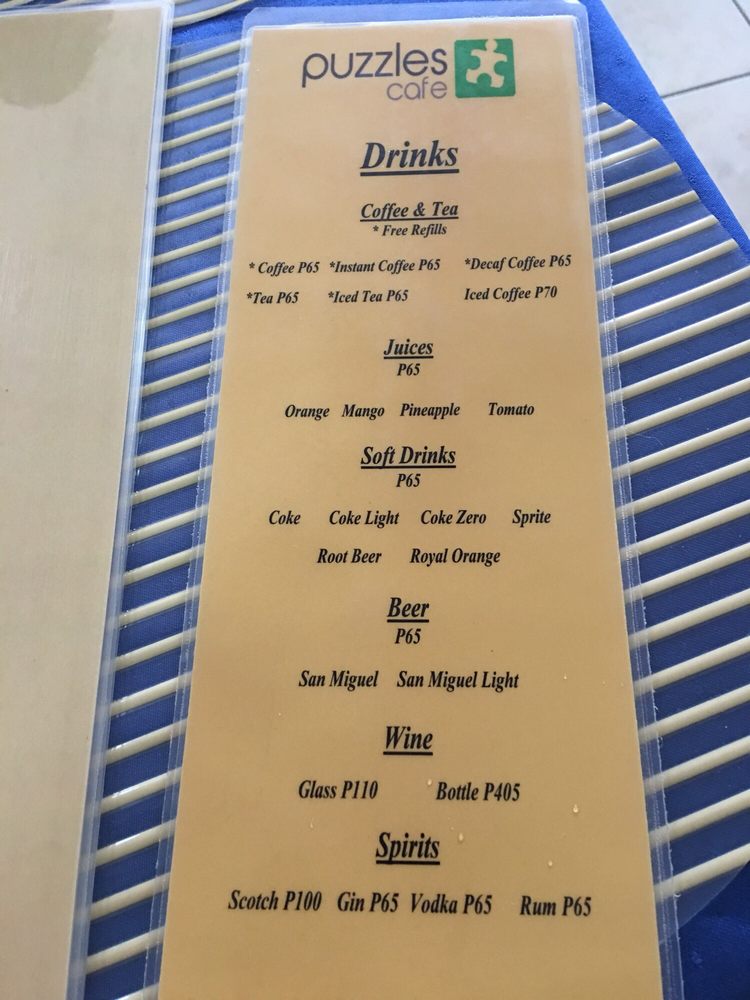 puzzles
cafe
Drinks
Coffee & Tea
* Free Refills
* Coffee P65 *Instant Coffee P65 *Decaf Coffee P65
*Tea P65 *Iced Tea P65 Iced Coffee P70
Juices
P65
Orange Mango Pineapple Tomato
Soft Drinks
P65
Coke Coke Light Coke Zero Sprite
Root Beer Royal Orange
Beer
P65
San Miguel San Miguel Light
Wine
Glass P110 Bottle P405
Spirits
Scotch P100 Gin P65 Vodka P65 Rum P65